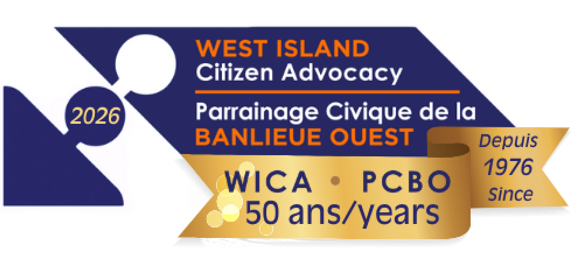 2026
WEST ISLAND
Citizen Advocacy
Parrainage Civique de la
BANLIEUE OUEST
WICA • PCBO
50 ans/years
Depuis
1976
Since